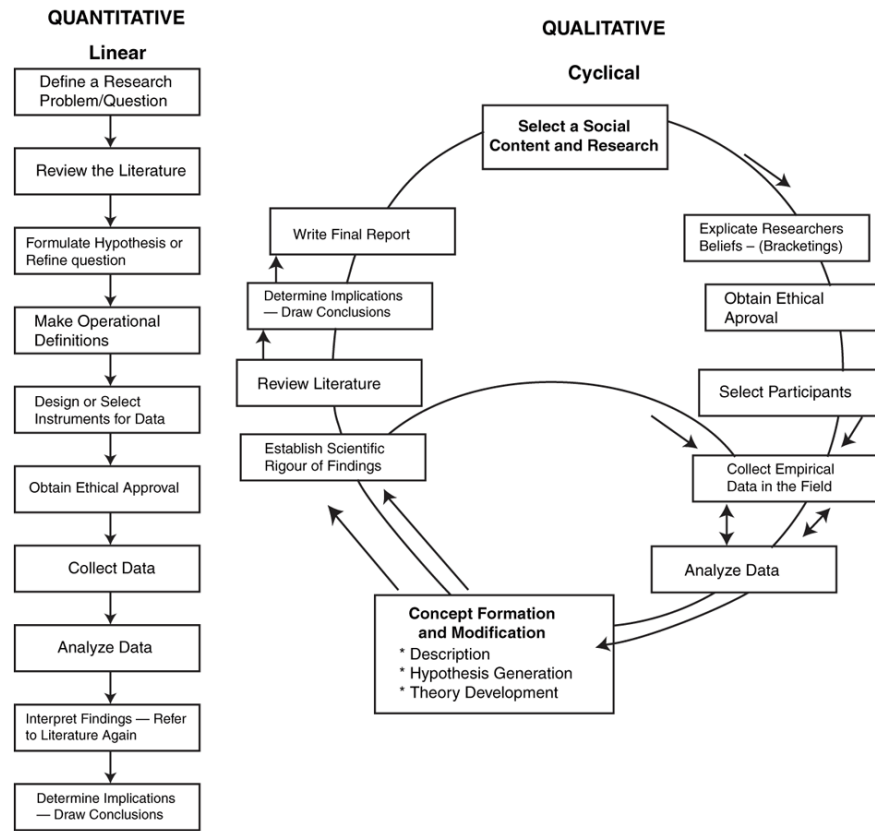 QUANTITATIVE
Linear
Define a Research
Problem/Question
Review the Literature
Formulate Hypothesis or
Refine question
Make Operational
Definitions
Design or Select
Instruments for Data
Obtain Ethical Approval
Collect Data
Analyze Data
Interpret Findings — Refer
to Literature Again
Determine Implications
— Draw Conclusions
QUALITATIVE
Cyclical
Select a Social
Content and Research
Explicate Researchers
Beliefs – (Bracketings)
Obtain Ethical
Aproval
Select Participants
Collect Empirical
Data in the Field
Analyze Data
Concept Formation
and Modification
* Description
* Hypothesis Generation
* Theory Development
Establish Scientific
Rigour of Findings
Review Literature
Determine Implications
— Draw Conclusions
Write Final Report